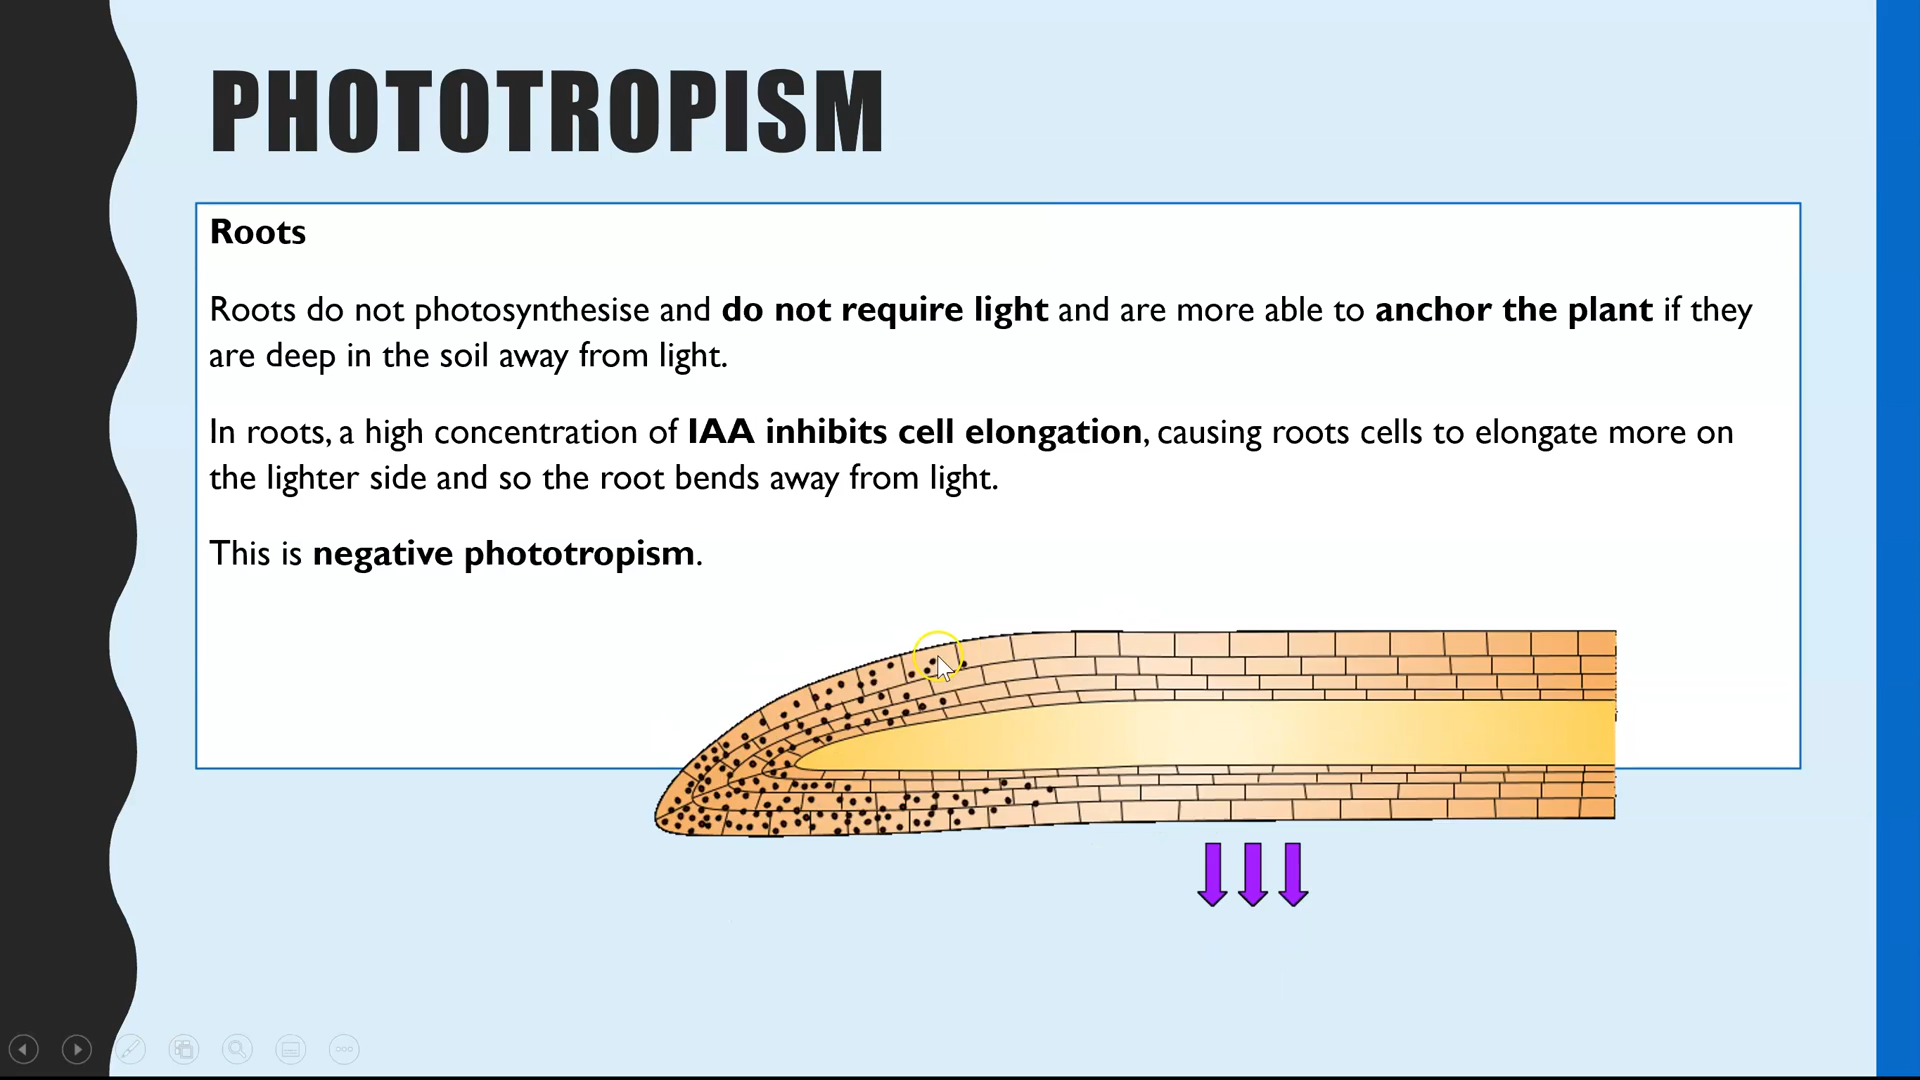 PHOTOTROPISM
Roots
Roots do not photosynthesise and do not require light and are more able to anchor the plant if they
are deep in the soil away from light.
In roots, a high concentration of IAA inhibits cell elongation, causing roots cells to elongate more on
the lighter side and so the root bends away from light.
This is negative phototropism.